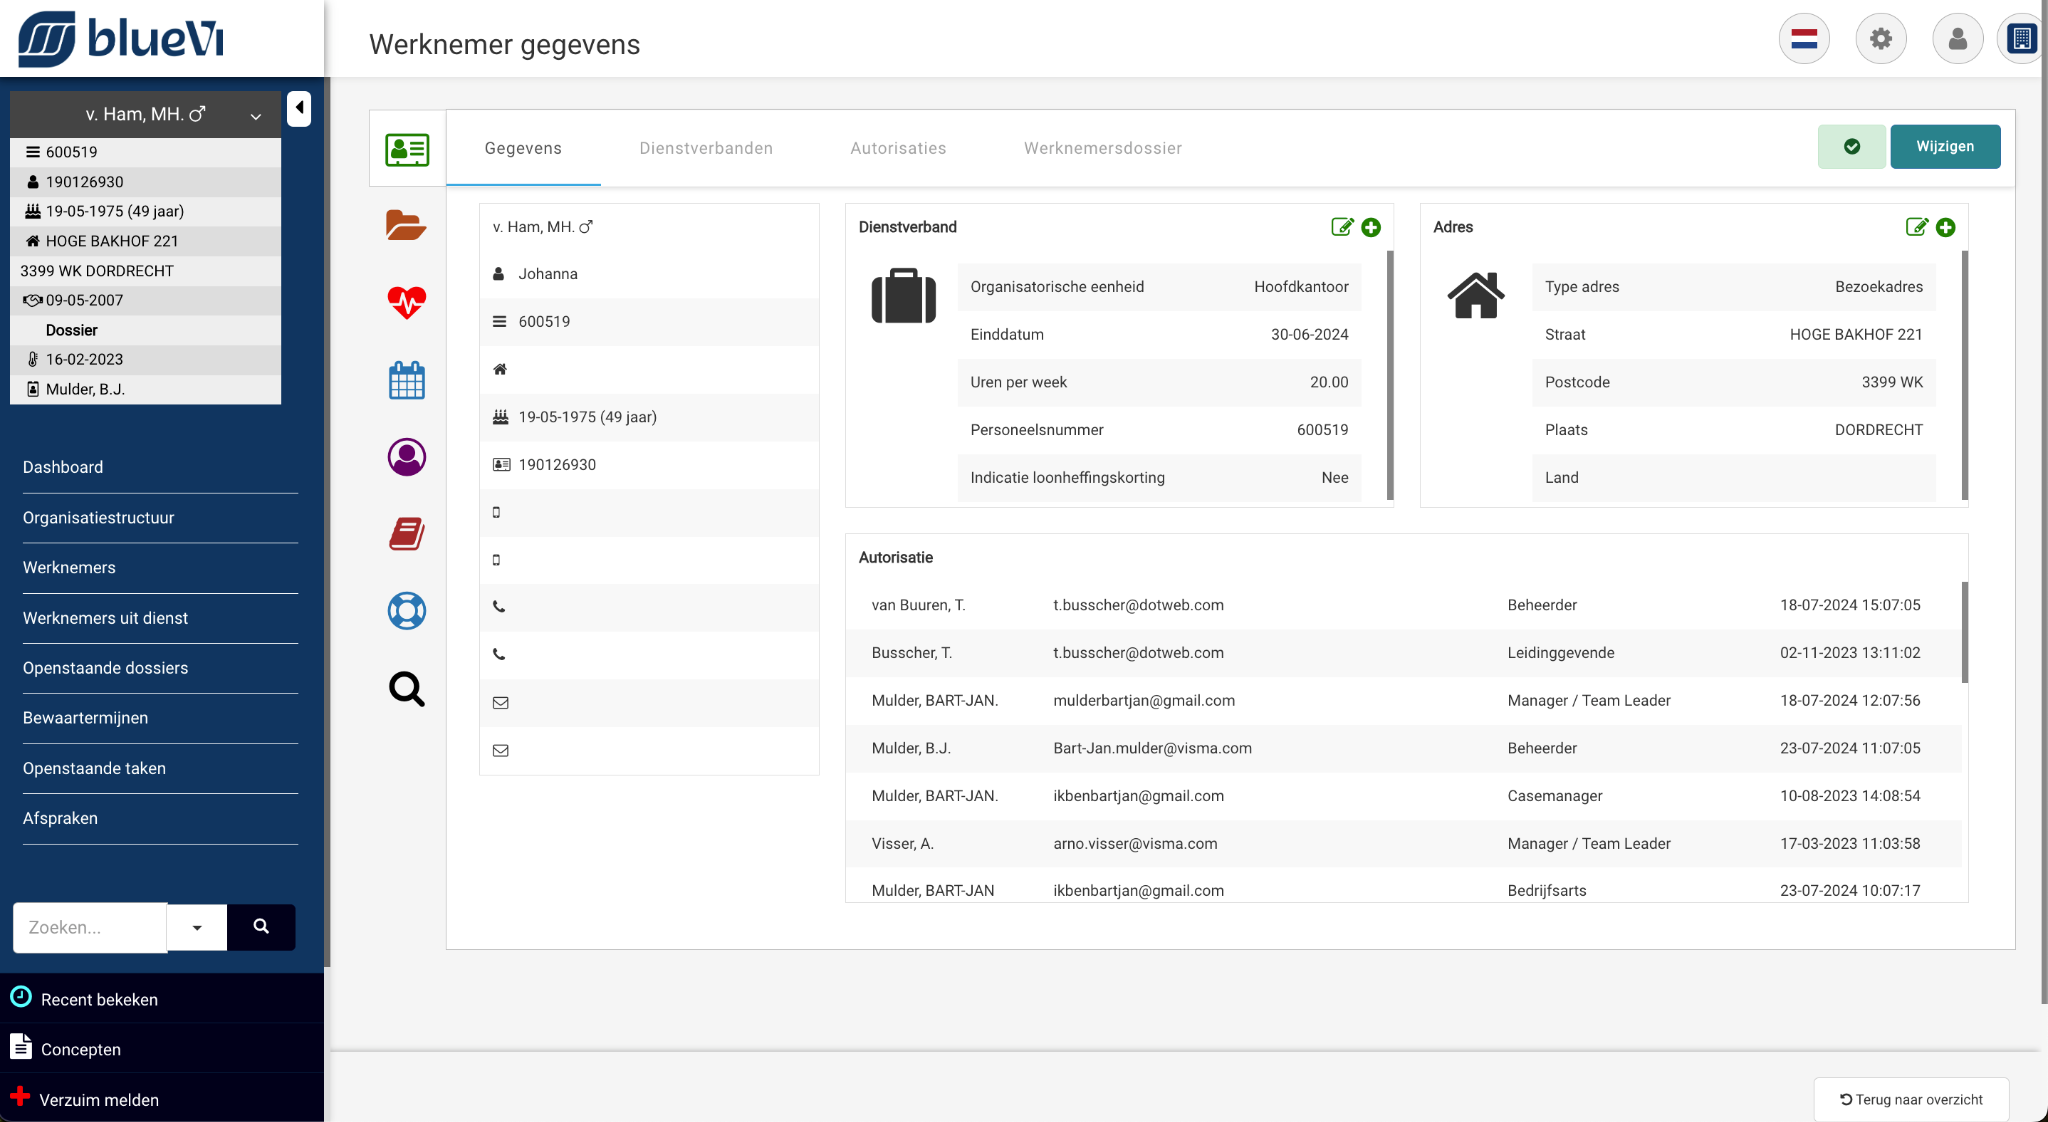 blueVi
Werknemer gegevens
v. Ham, MH.
600519
190126930
19-05-1975 (49 jaar)
HOGE BAKHOF 221
3399 WK DORDRECHT
09-05-2007
Dossier
16-02-2023
Mulder, B.J.
Dashboard
Organisatiestructuur
Werknemers
Werknemers uit dienst
Openstaande dossiers
Bewaartermijnen
Openstaande taken
Afspraken
Zoeken...
Recent bekeken
Concepten
Verzuim melden
Gegevens Dienstverbanden Autorisaties Werknemersdossier
Wijzigen
v. Ham, MH.
Johanna
600519
19-05-1975 (49 jaar)
190126930
Dienstverband
Organisatorische eenheid Hoofdkantoor
Einddatum 30-06-2024
Uren per week 20.00
Personeelsnummer 600519
Indicatie loonheffingskorting Nee
Adres
Type adres Bezoekadres
Straat HOGE BAKHOF 221
Postcode 3399 WK
Plaats DORDRECHT
Land
Autorisatie
van Buuren, T. t.busscher@dotweb.com Beheerder 18-07-2024 15:07:05
Busscher, T. t.busscher@dotweb.com Leidinggevende 02-11-2023 13:11:02
Mulder, BART-JAN. mulderbartjan@gmail.com Manager / Team Leader 18-07-2024 12:07:56
Mulder, B.J. Bart-Jan.mulder@visma.com Beheerder 23-07-2024 11:07:05
Mulder, BART-JAN. ikbenbartjan@gmail.com Casemanager 10-08-2023 14:08:54
Visser, A. arno.visser@visma.com Manager / Team Leader 17-03-2023 11:03:58
Mulder, BART-JAN ikbenbartjan@gmail.com Bedrijfsarts 23-07-2024 10:07:17
Terug naar overzicht